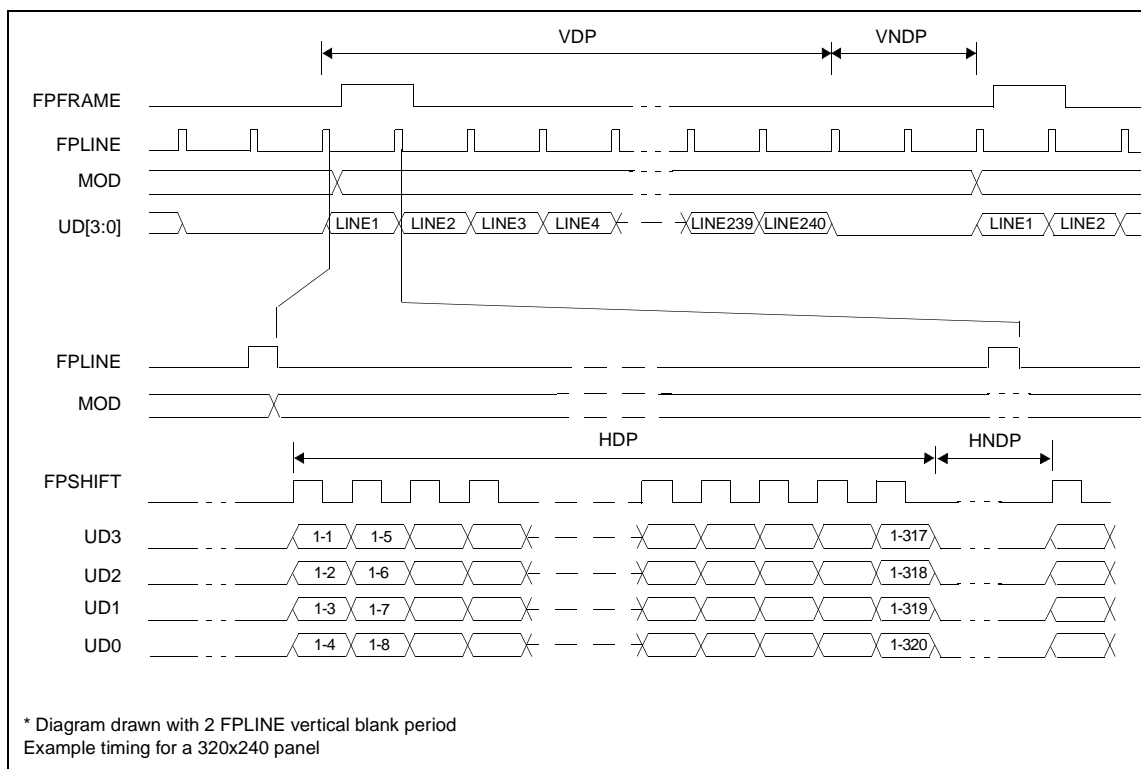 VDP VNDP
FPFRAME
FPLINE
MOD
UD[3:0] LINE1 LINE2 LINE3 LINE4 LINE239 LINE240 LINE1 LINE2
FPLINE
MOD
HDP HNDP
FPSHIFT
UD3 1-1 1-5 1-317
UD2 1-2 1-6 1-318
UD1 1-3 1-7 1-319
UD0 1-4 1-8 1-320
* Diagram drawn with 2 FPLINE vertical blank period
Example timing for a 320x240 panel